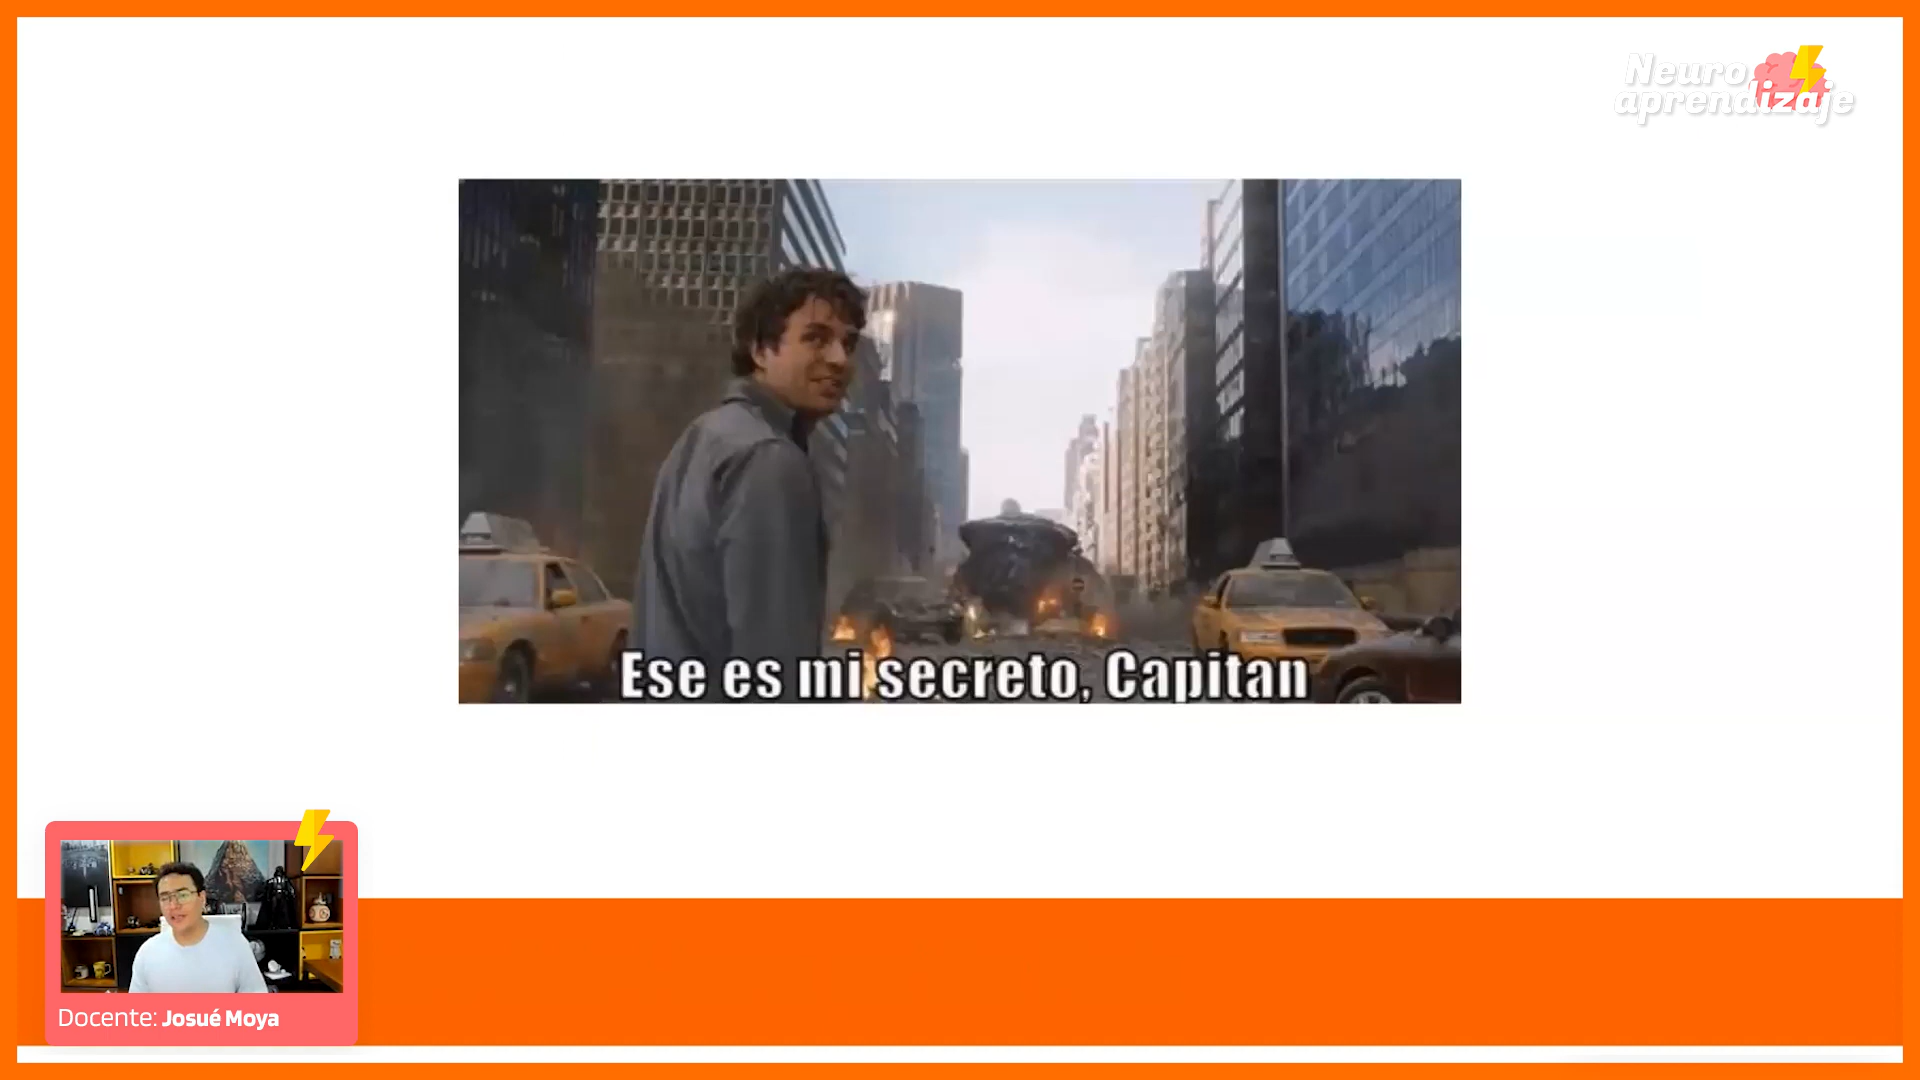 Neuro
aprendizaje
Ese es mi secreto, Capitan
Docente: Josué Moya